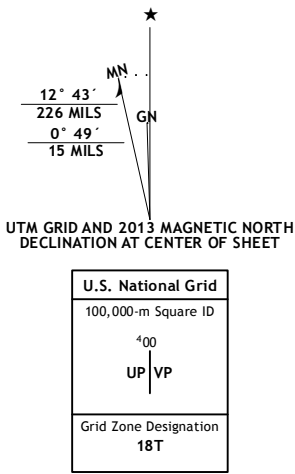 ★
MN
12° 43´
226 MILS
GN
0° 49´
15 MILS
UTM GRID AND 2013 MAGNETIC NORTH
DECLINATION AT CENTER OF SHEET
U.S. National Grid
100,000-m Square ID
⁴00
UP VP
Grid Zone Designation
18T